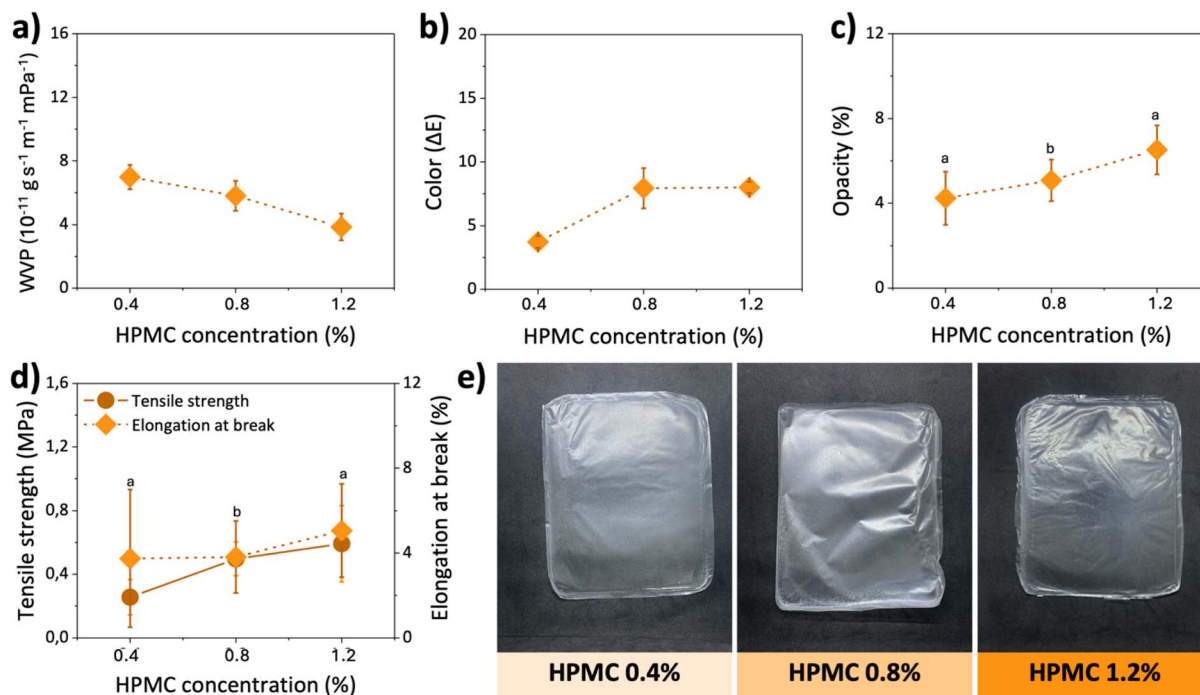 a)
WVP (10⁻¹¹ g s⁻¹ m⁻¹ mPa⁻¹)
16
12
8
4
0
0.4 0.8 1.2
HPMC concentration (%)
b)
Color (ΔE)
20
15
10
5
0
0.4 0.8 1.2
HPMC concentration (%)
c)
Opacity (%)
12
8
4
0
a b a
0.4 0.8 1.2
HPMC concentration (%)
d)
Tensile strength (MPa)
1,6
1,2
0,8
0,4
0,0
Tensile strength
Elongation at break
a b a
12
8
4
0
Elongation at break (%)
0.4 0.8 1.2
HPMC concentration (%)
e)
HPMC 0.4%
HPMC 0.8%
HPMC 1.2%